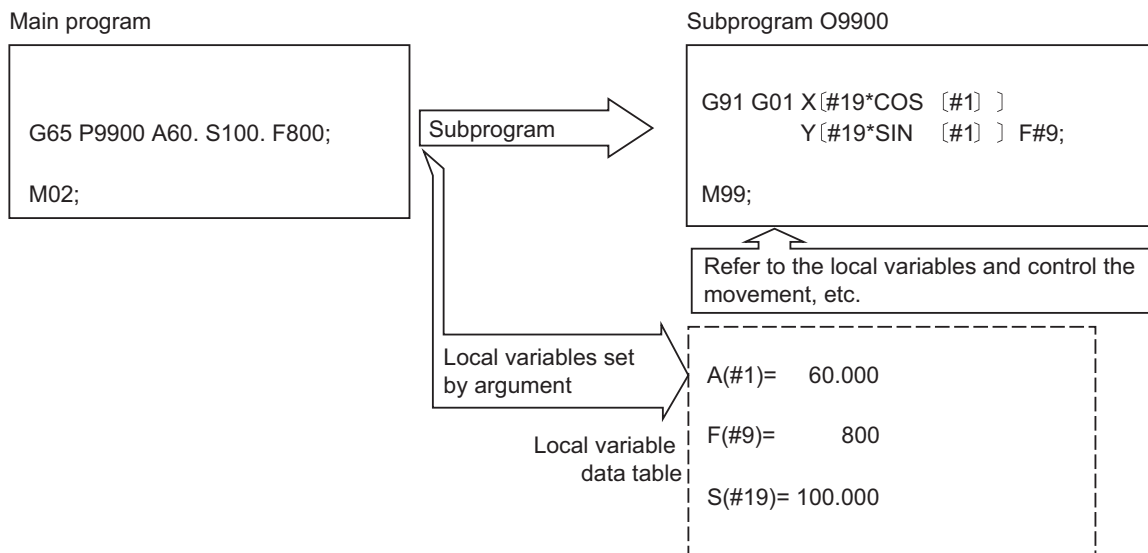 Main program
G65 P9900 A60. S100. F800;
M02;
Subprogram
Subprogram O9900
G91 G01 X〔#19*COS 〔#1〕 〕
Y〔#19*SIN 〔#1〕 〕 F#9;
M99;
Refer to the local variables and control the
movement, etc.
Local variables set
by argument
Local variable
data table
A(#1)= 60.000
F(#9)= 800
S(#19)= 100.000